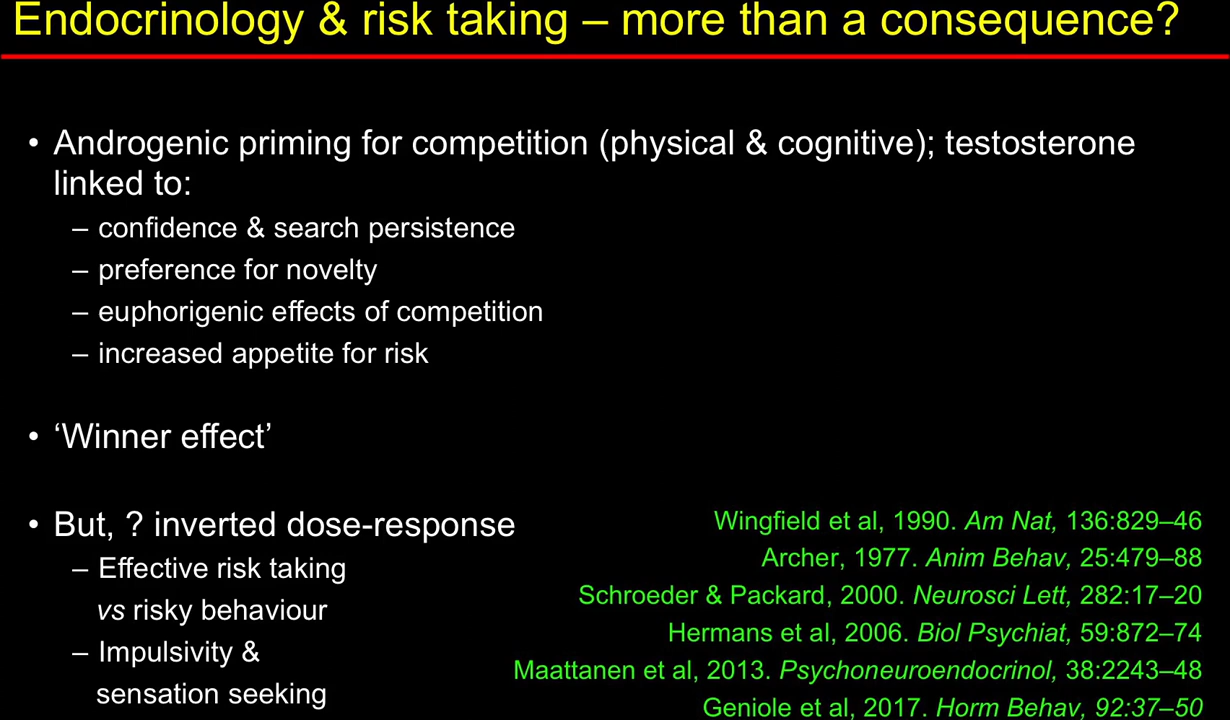 Endocrinology & risk taking – more than a consequence?
• Androgenic priming for competition (physical & cognitive); testosterone
linked to:
– confidence & search persistence
– preference for novelty
– euphorigenic effects of competition
– increased appetite for risk
• ‘Winner effect’
• But, ? inverted dose-response
– Effective risk taking
vs risky behaviour
– Impulsivity &
sensation seeking
Wingfield et al, 1990. Am Nat, 136:829–46
Archer, 1977. Anim Behav, 25:479–88
Schroeder & Packard, 2000. Neurosci Lett, 282:17–20
Hermans et al, 2006. Biol Psychiat, 59:872–74
Maattanen et al, 2013. Psychoneuroendocrinol, 38:2243–48
Geniole et al, 2017. Horm Behav, 92:37–50